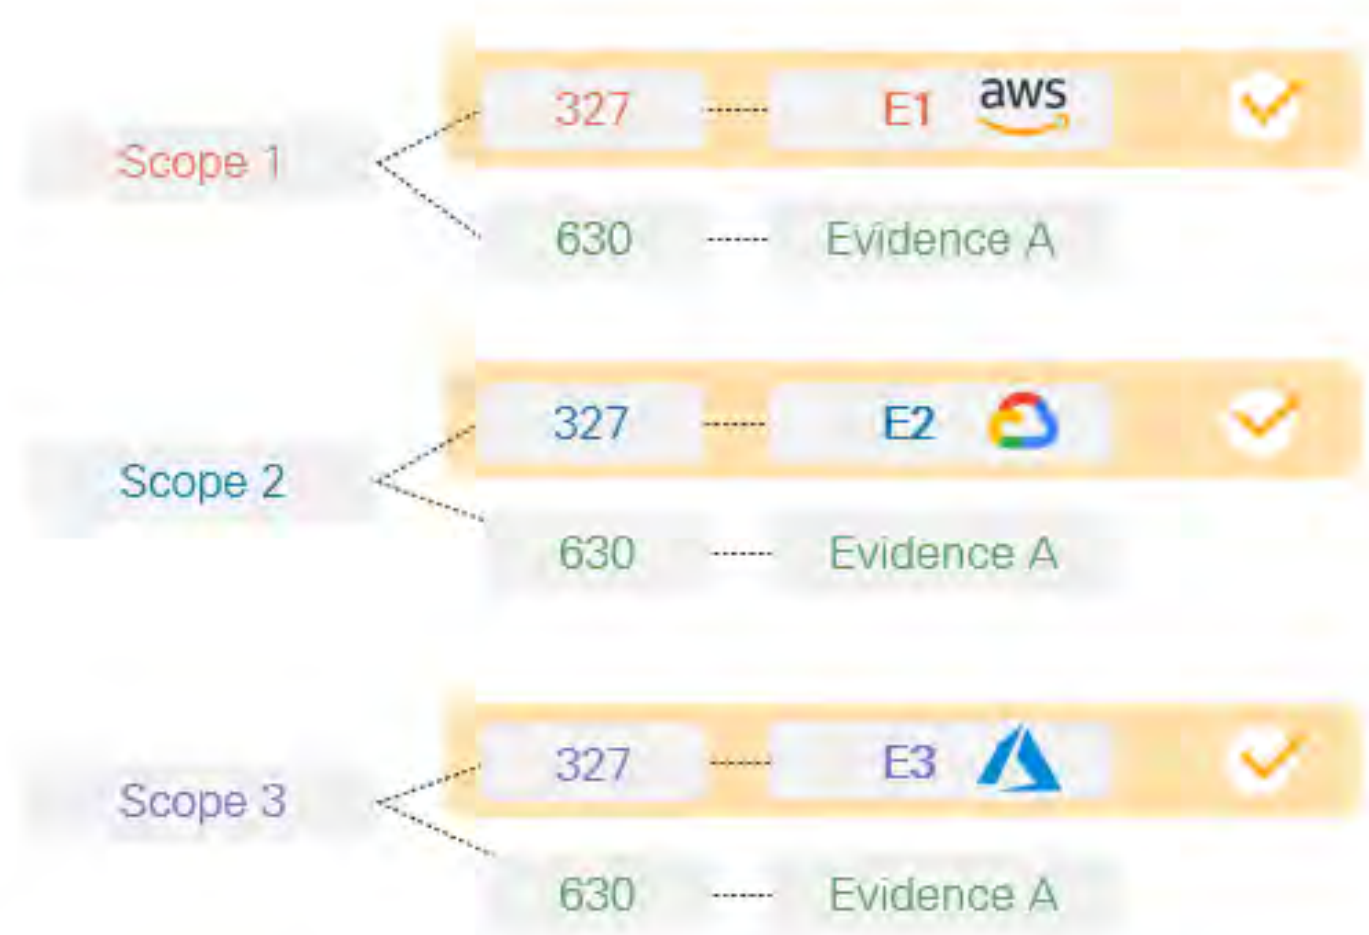 327 E1 aws
Scope 1
630 Evidence A
327 E2
Scope 2
630 Evidence A
327 E3
Scope 3
630 Evidence A